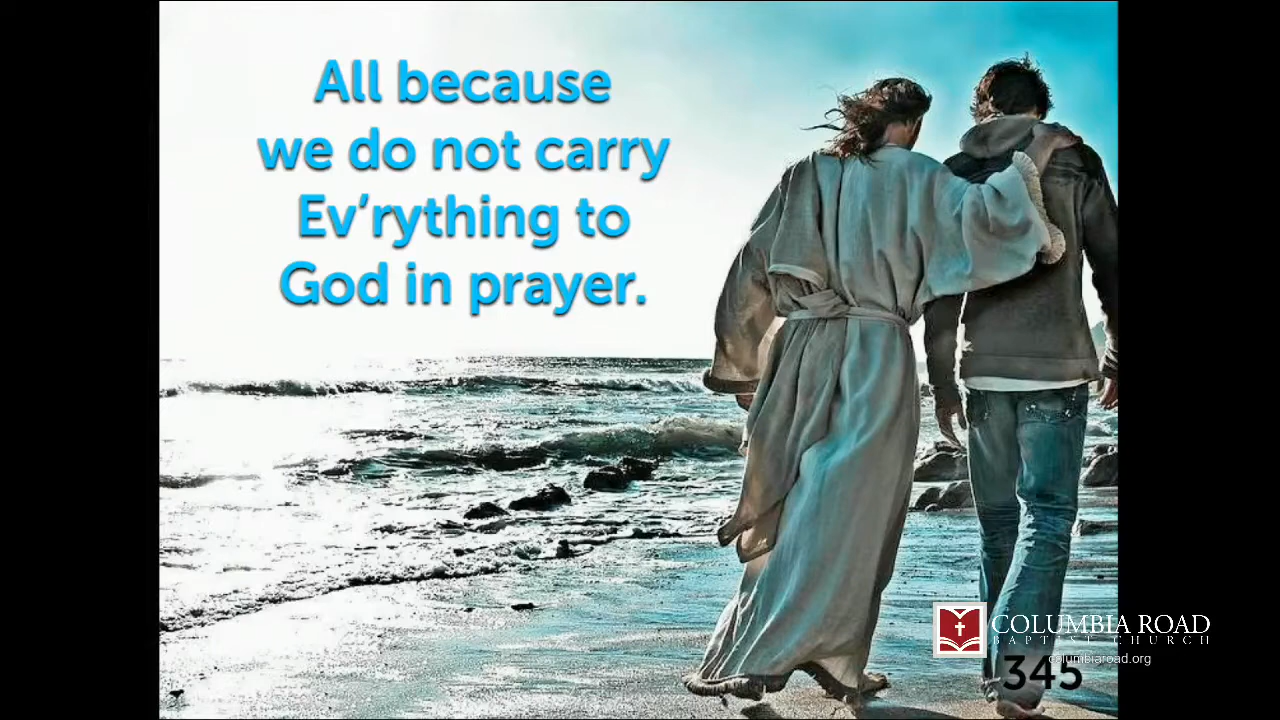 All because
we do not carry
Ev’rything to
God in prayer.
COLUMBIA ROAD
BAPTIST CHURCH
columbiaroad.org
345